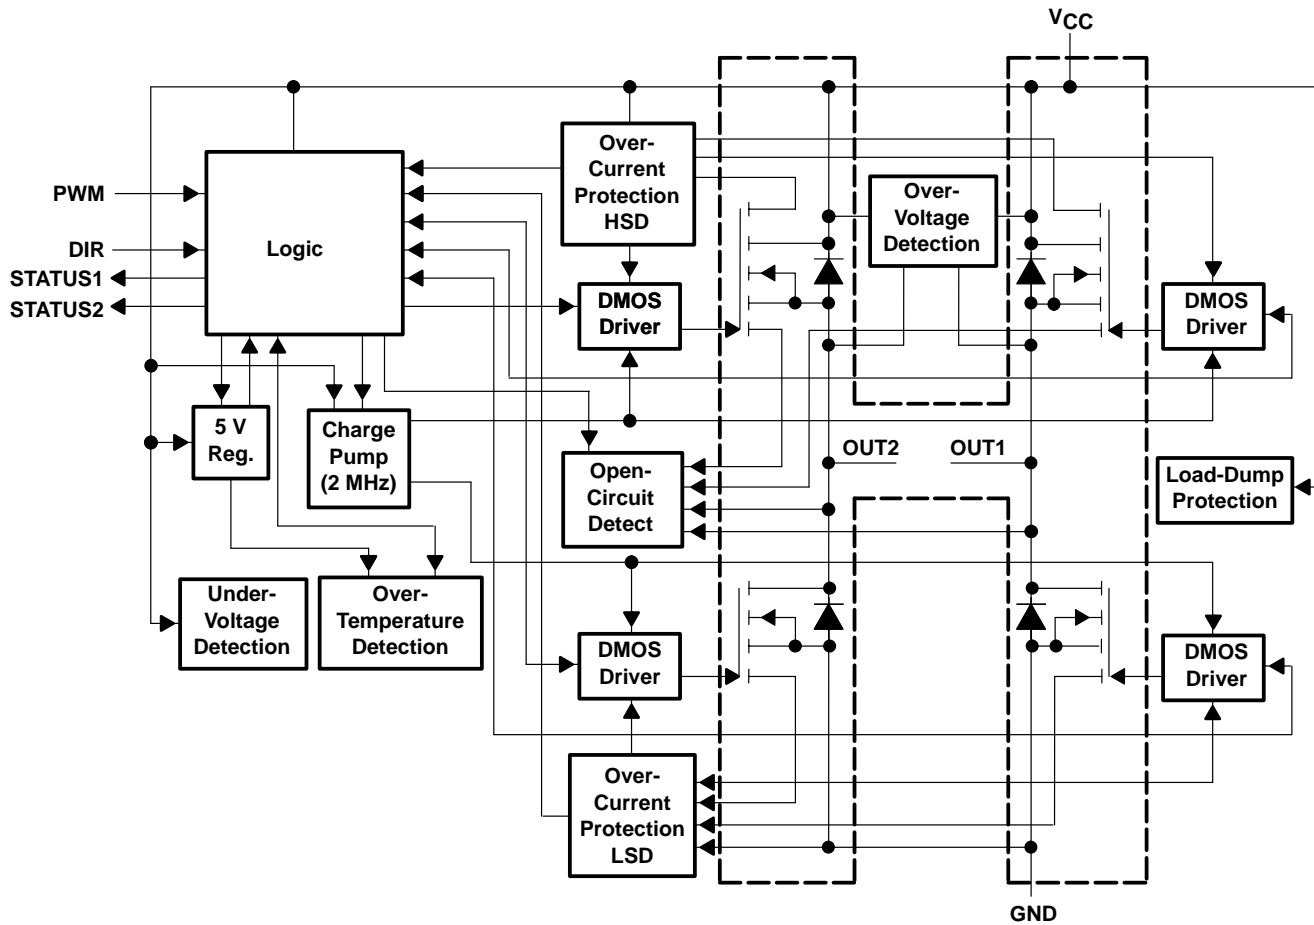 VCC
Over-
Current
Protection
HSD
PWM
DIR
STATUS1
STATUS2
Logic
Over-
Voltage
Detection
DMOS
Driver
DMOS
Driver
5 V
Reg.
Charge
Pump
(2 MHz)
OUT2
OUT1
Open-
Circuit
Detect
Load-Dump
Protection
Under-
Voltage
Detection
Over-
Temperature
Detection
DMOS
Driver
DMOS
Driver
Over-
Current
Protection
LSD
GND